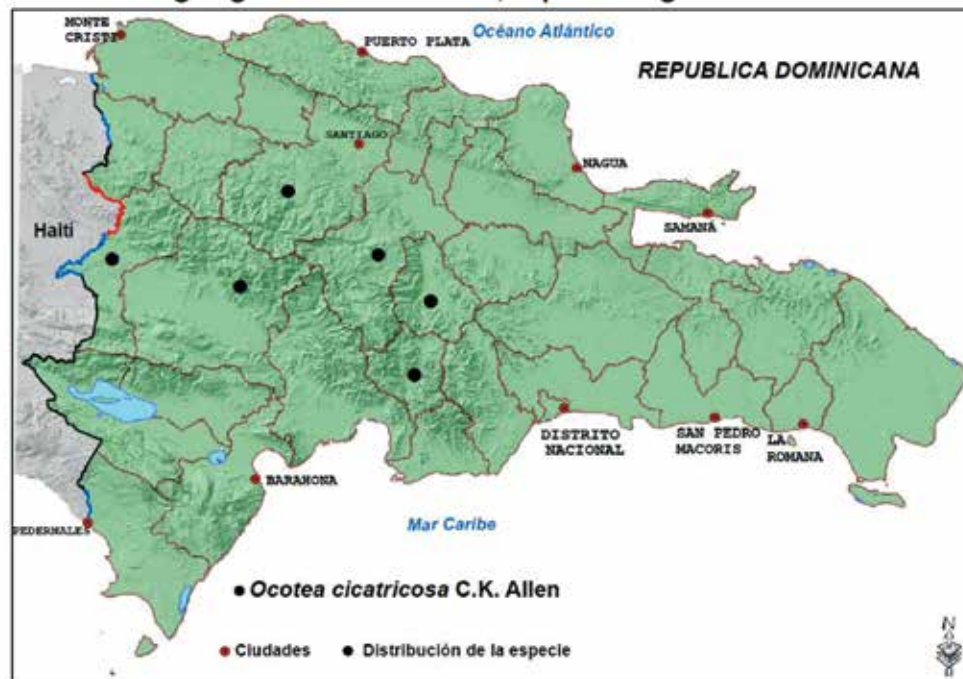 MONTE
CRISTI
PUERTO PLATA
Océano Atlántico
REPUBLICA DOMINICANA
SANTIAGO
NAGUA
SAMANÁ
Haití
DISTRITO
NACIONAL
SAN PEDRO
MACORIS
LA
ROMANA
BARAHONA
PEDERNALES
Mar Caribe
Ocotea cicatricosa C.K. Allen
Ciudades
Distribución de la especie
N